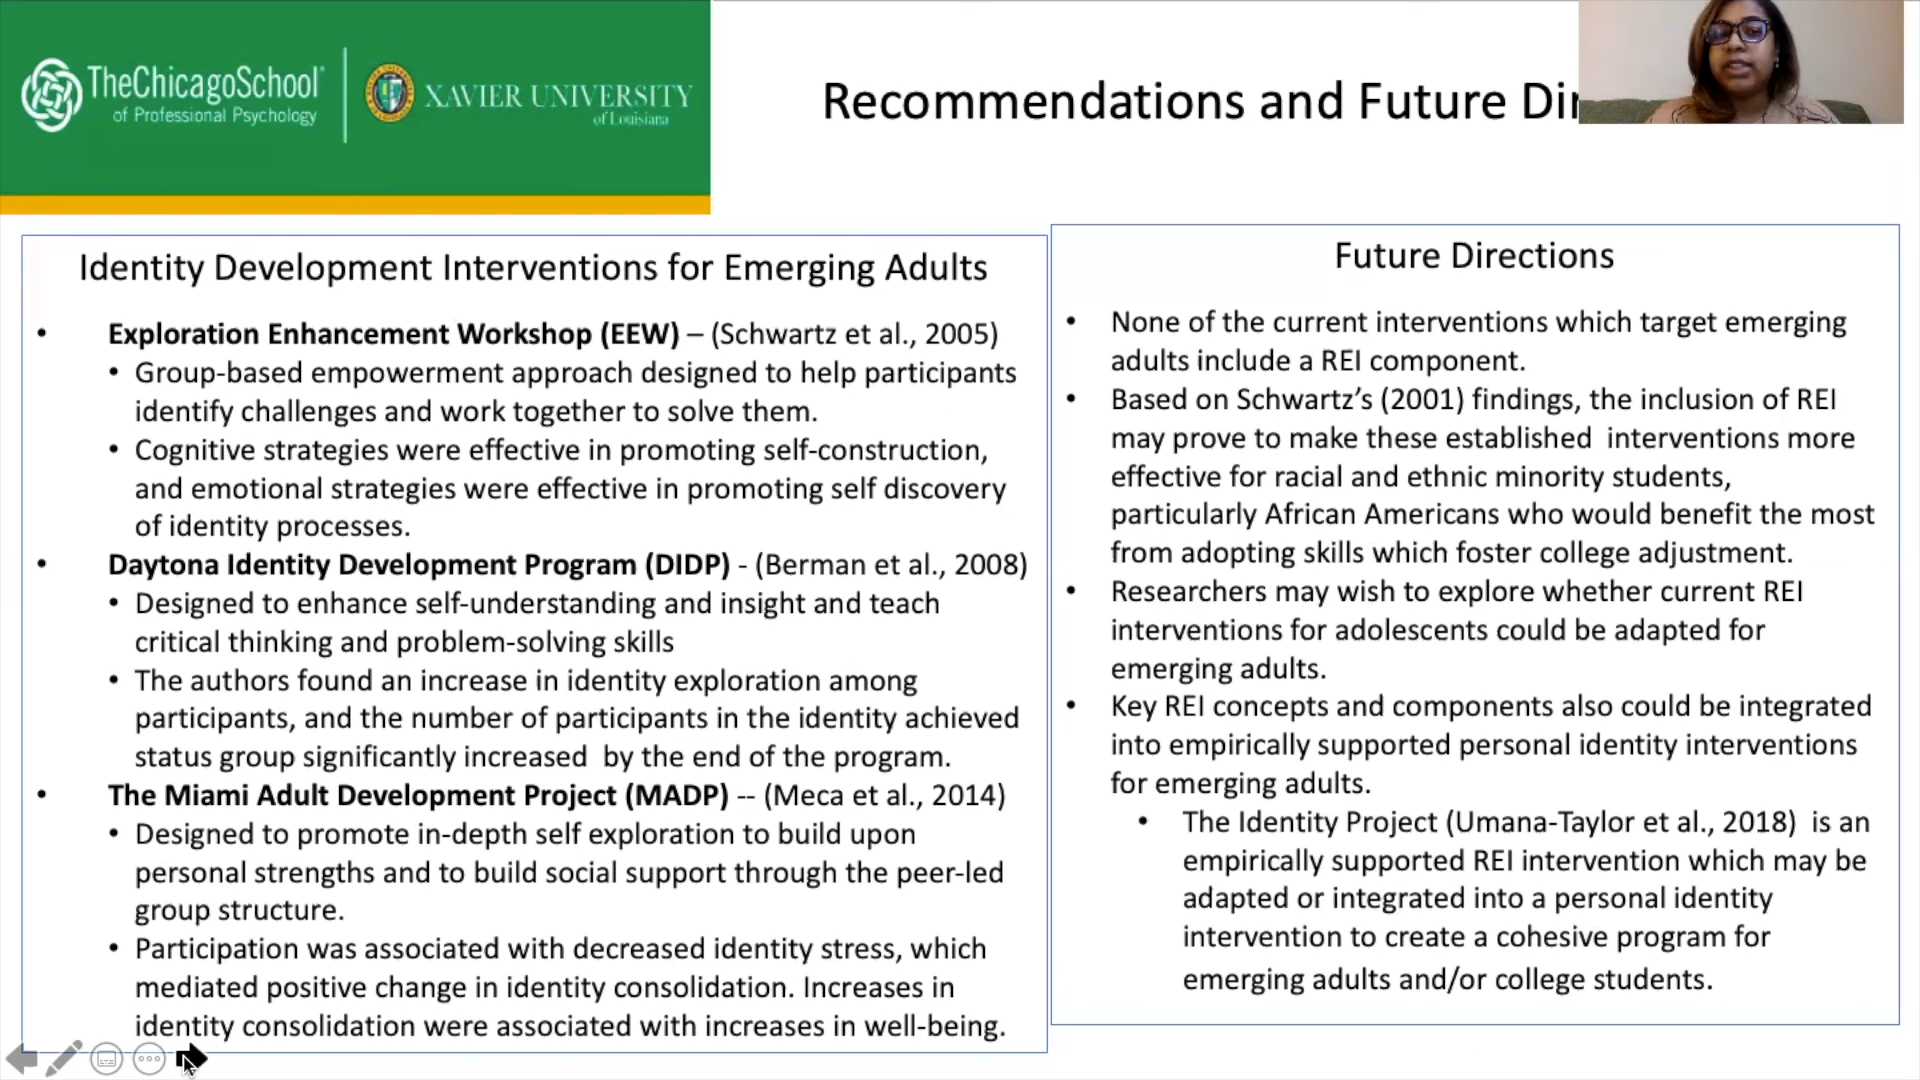 TheChicagoSchool
of Professional Psychology
XAVIER UNIVERSITY
of Louisiana
Recommendations and Future Di
Identity Development Interventions for Emerging Adults
• Exploration Enhancement Workshop (EEW) – (Schwartz et al., 2005)
• Group-based empowerment approach designed to help participants
identify challenges and work together to solve them.
• Cognitive strategies were effective in promoting self-construction,
and emotional strategies were effective in promoting self discovery
of identity processes.
• Daytona Identity Development Program (DIDP) - (Berman et al., 2008)
• Designed to enhance self-understanding and insight and teach
critical thinking and problem-solving skills
• The authors found an increase in identity exploration among
participants, and the number of participants in the identity achieved
status group significantly increased  by the end of the program.
• The Miami Adult Development Project (MADP) -- (Meca et al., 2014)
• Designed to promote in-depth self exploration to build upon
personal strengths and to build social support through the peer-led
group structure.
• Participation was associated with decreased identity stress, which
mediated positive change in identity consolidation. Increases in
identity consolidation were associated with increases in well-being.
Future Directions
• None of the current interventions which target emerging
adults include a REI component.
• Based on Schwartz’s (2001) findings, the inclusion of REI
may prove to make these established  interventions more
effective for racial and ethnic minority students,
particularly African Americans who would benefit the most
from adopting skills which foster college adjustment.
• Researchers may wish to explore whether current REI
interventions for adolescents could be adapted for
emerging adults.
• Key REI concepts and components also could be integrated
into empirically supported personal identity interventions
for emerging adults.
• The Identity Project (Umana-Taylor et al., 2018)  is an
empirically supported REI intervention which may be
adapted or integrated into a personal identity
intervention to create a cohesive program for
emerging adults and/or college students.